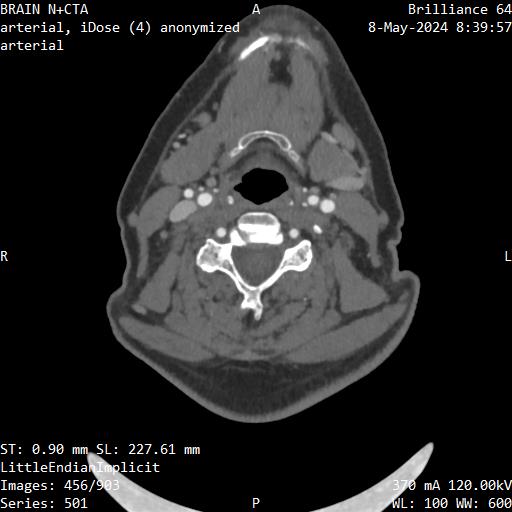 BRAIN N+CTA
A
Brilliance 64
arterial, iDose (4) anonymized
8-May-2024 8:39:57
arterial
R
L
ST: 0.90 mm SL: 227.61 mm
LittleEndianImplicit
Images: 456/903
370 mA 120.00kV
Series: 501
P
WL: 100 WW: 600